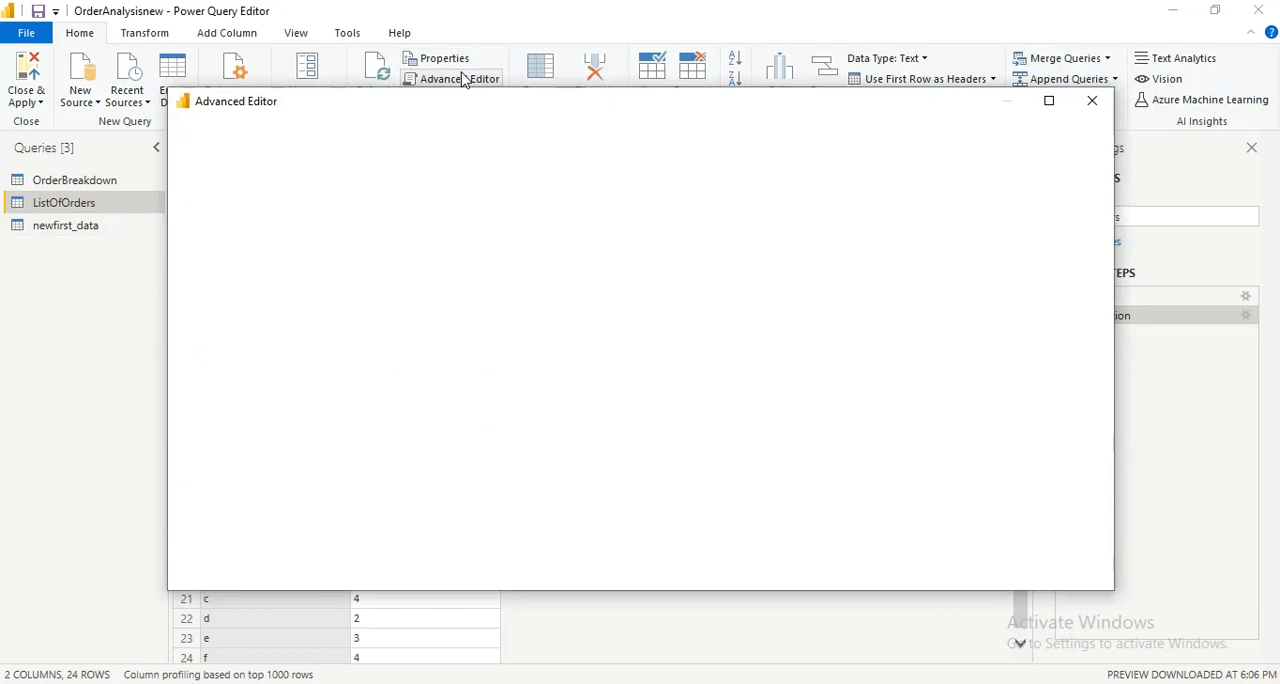 OrderAnalysisnew - Power Query Editor
File Home Transform Add Column View Tools Help
Close & Apply
New Source
Recent Sources
Properties
Advanced Editor
Data Type: Text
Use First Row as Headers
Merge Queries
Append Queries
Text Analytics
Vision
Azure Machine Learning
Close
New Query
AI Insights
Advanced Editor
Queries [3]
OrderBreakdown
ListOfOrders
newfirst_data
gs
S
s
es
TEPS
ion
21 c 4
22 d 2
23 e 3
24 f 4
Activate Windows
Go to Settings to activate Windows.
2 COLUMNS, 24 ROWS Column profiling based on top 1000 rows
PREVIEW DOWNLOADED AT 6:06 PM